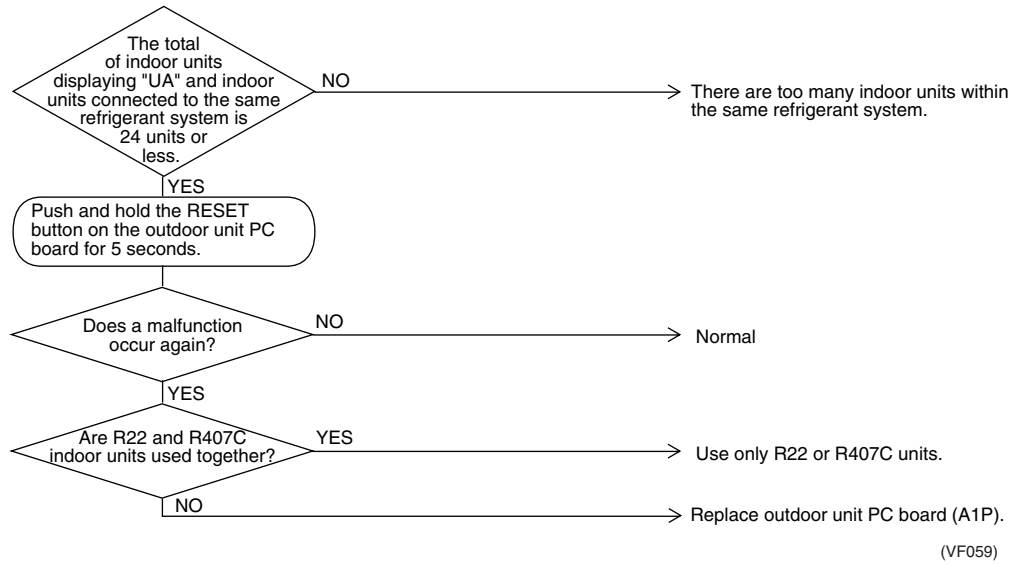 The total
of indoor units
displaying "UA" and indoor
units connected to the same
refrigerant system is
24 units or
less.
NO
There are too many indoor units within
the same refrigerant system.
YES
Push and hold the RESET
button on the outdoor unit PC
board for 5 seconds.
Does a malfunction
occur again?
NO
Normal
YES
Are R22 and R407C
indoor units used together?
YES
Use only R22 or R407C units.
NO
Replace outdoor unit PC board (A1P).
(VF059)